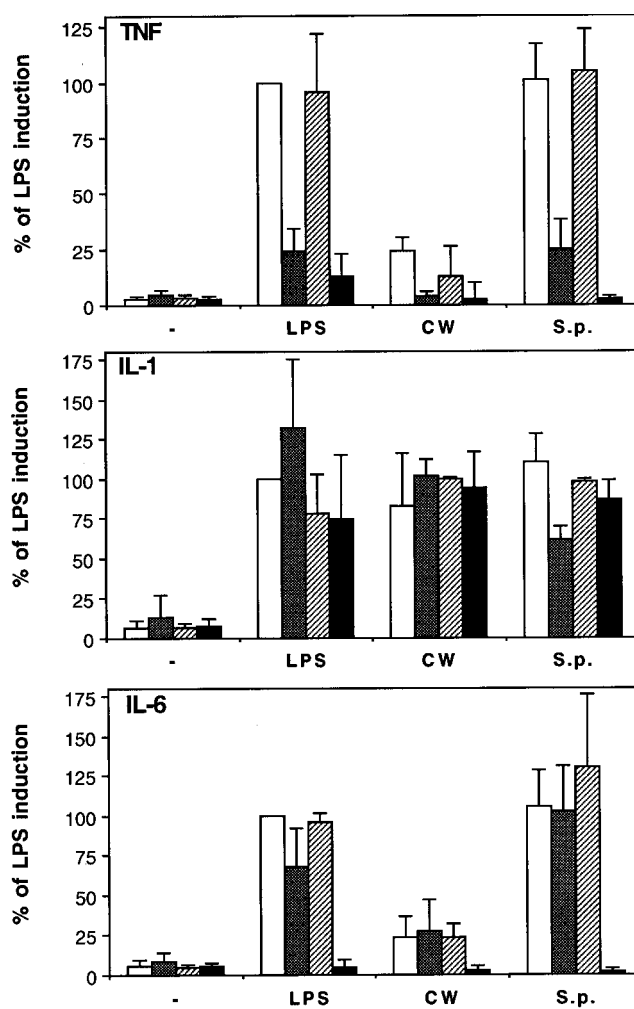 TNF
% of LPS induction
125
100
75
50
25
0
- LPS CW S.p.
IL-1
% of LPS induction
175
150
125
100
75
50
25
0
- LPS CW S.p.
IL-6
% of LPS induction
175
150
125
100
75
50
25
0
- LPS CW S.p.